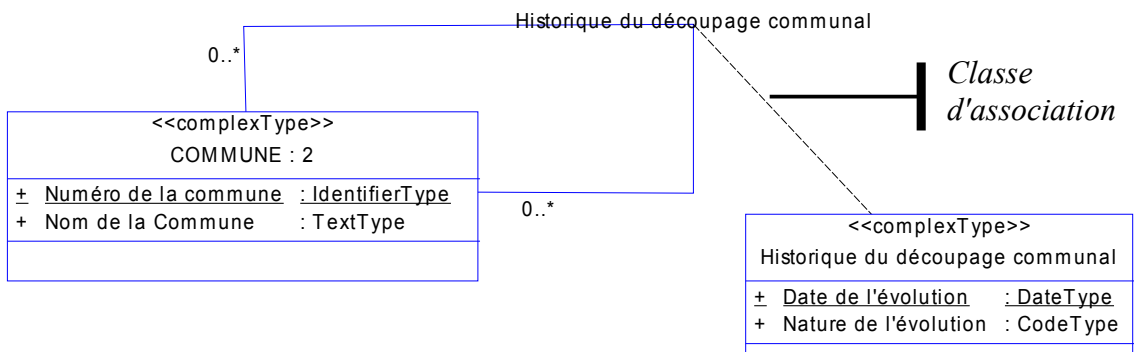 Historique du découpage communal
0..*
Classe
d'association
<<complexType>>
COMMUNE : 2
+ Numéro de la commune : IdentifierType
+ Nom de la Commune : TextType
0..*
<<complexType>>
Historique du découpage communal
+ Date de l'évolution : DateType
+ Nature de l'évolution : CodeType